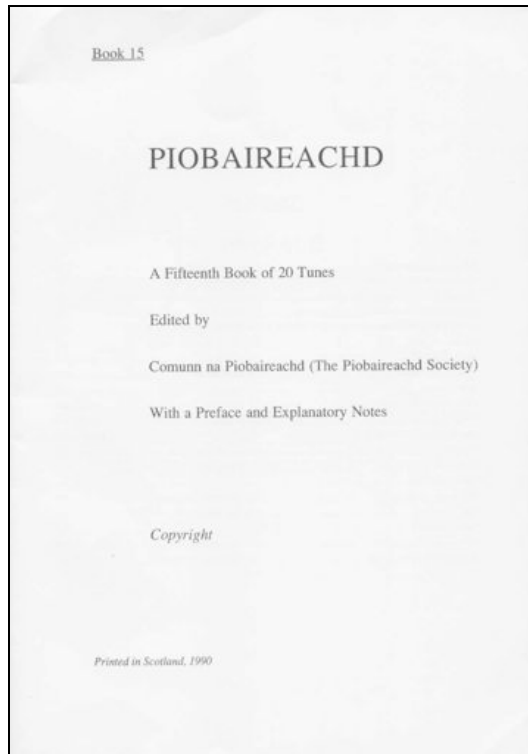 Book 15
PIOBAIREACHD
A Fifteenth Book of 20 Tunes
Edited by
Comunn na Piobaireachd (The Piobaireachd Society)
With a Preface and Explanatory Notes
Copyright
Printed in Scotland, 1990